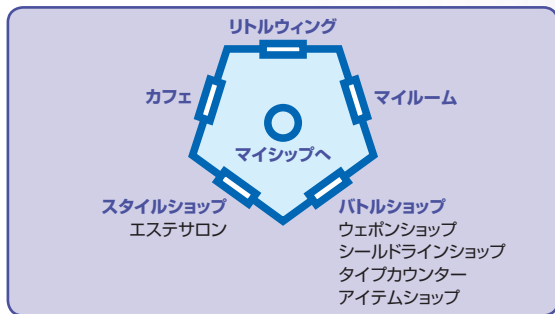 リトルウィング
カフェ
マイルーム
マイシップへ
スタイルショップ
エステサロン
バトルショップ
ウェポンショップ
シールドラインショップ
タイプカウンター
アイテムショップ